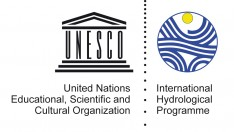 UNESCO
United Nations
Educational, Scientific and
Cultural Organization
International
Hydrological
Programme